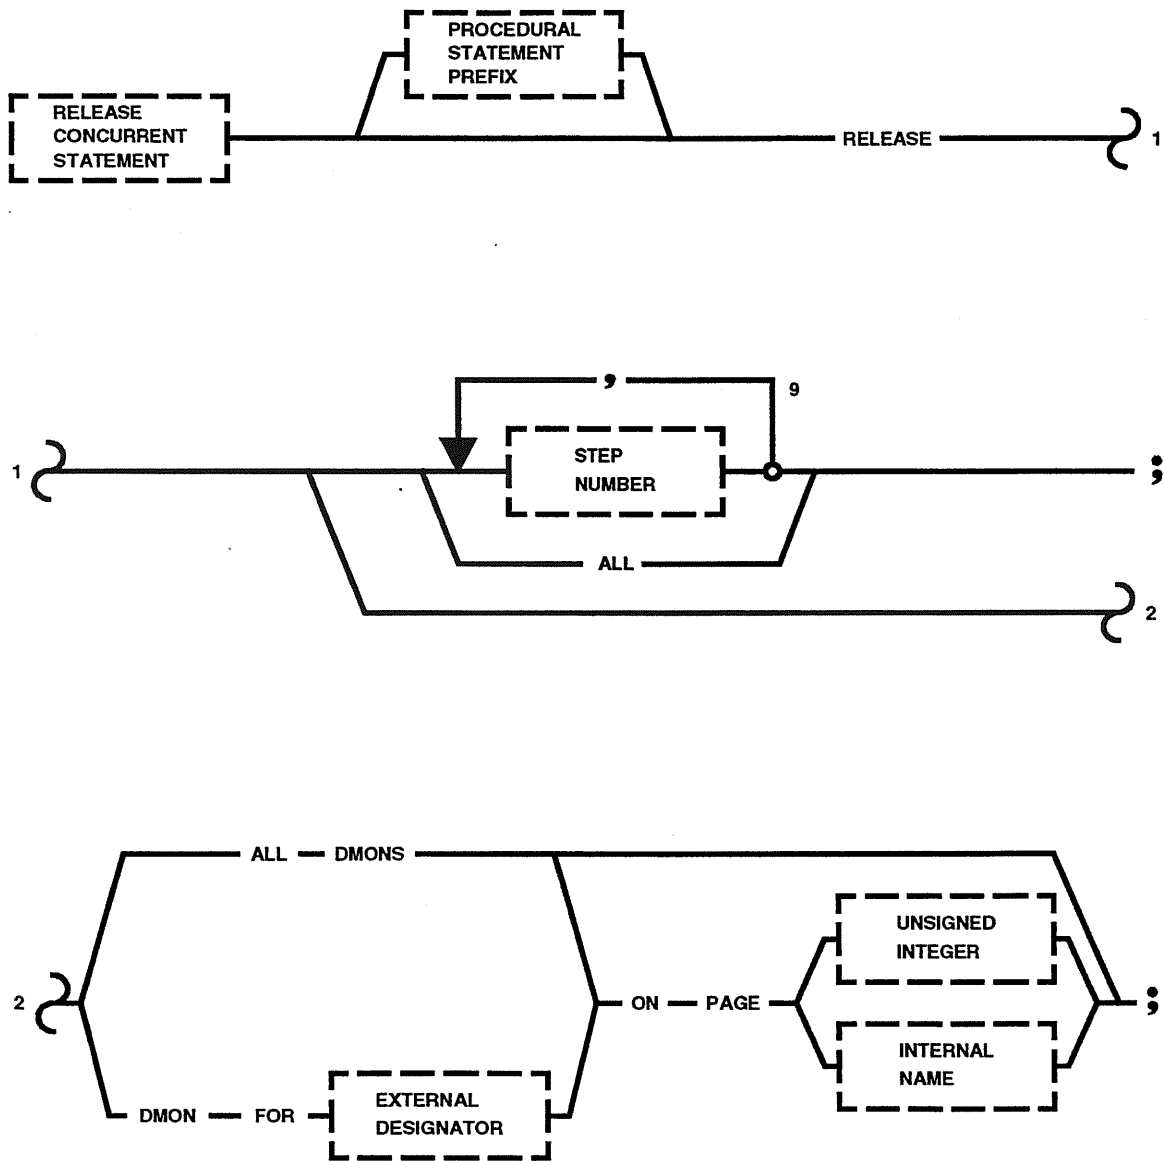 PROCEDURAL
STATEMENT
PREFIX
RELEASE
CONCURRENT
STATEMENT
RELEASE
1
,
9
1
STEP
NUMBER
;
ALL
2
ALL DMONS
UNSIGNED
INTEGER
2
ON PAGE
;
INTERNAL
NAME
DMON FOR
EXTERNAL
DESIGNATOR